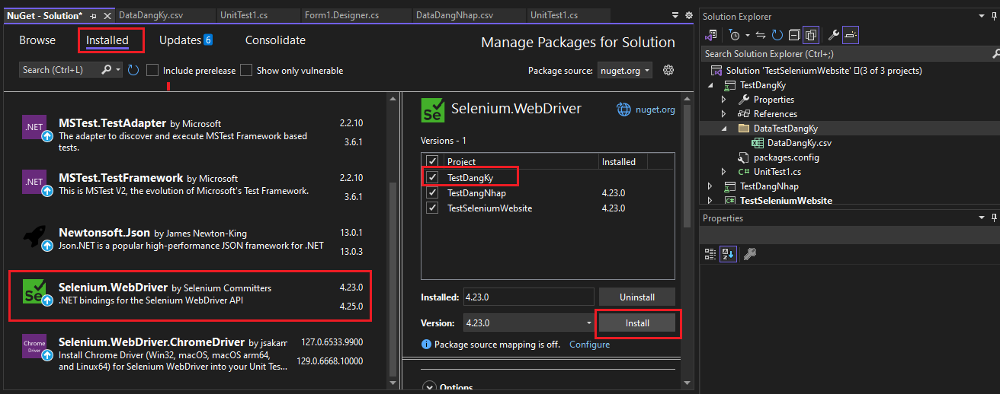 NuGet - Solution*
DataDangKy.csv
UnitTest1.cs
Form1.Designer.cs
DataDangNhap.csv
UnitTest1.cs
Browse
Installed
Updates 6
Consolidate
Manage Packages for Solution
Search (Ctrl+L)
Include prerelease
Show only vulnerable
Package source: nuget.org
.NET
MSTest.TestAdapter by Microsoft
2.2.10
The adapter to discover and execute MSTest Framework based
tests.
3.6.1
.NET
MSTest.TestFramework by Microsoft
2.2.10
This is MSTest V2, the evolution of Microsoft's Test Framework.
3.6.1
Newtonsoft.Json by James Newton-King
13.0.1
Json.NET is a popular high-performance JSON framework for .NET
13.0.3
Se
Selenium.WebDriver by Selenium Committers
4.23.0
.NET bindings for the Selenium WebDriver API
4.25.0
Chrome
Driver
Selenium.WebDriver.ChromeDriver by jsakam
127.0.6533.9900
Install Chrome Driver (Win32, macOS, macOS arm64,
and Linux64) for Selenium WebDriver into your Unit Tes...
129.0.6668.10000
Se
Selenium.WebDriver
nuget.org
Versions - 1
Project
Installed
TestDangKy
TestDangNhap
4.23.0
TestSeleniumWebsite
4.23.0
Installed: 4.23.0
Uninstall
Version: 4.23.0
Install
Package source mapping is off. Configure
Options
Solution Explorer
Search Solution Explorer (Ctrl+;)
Solution 'TestSeleniumWebsite' (3 of 3 projects)
TestDangKy
Properties
References
DataTestDangKy
DataDangKy.csv
packages.config
C# UnitTest1.cs
TestDangNhap
C# TestSeleniumWebsite
Properties